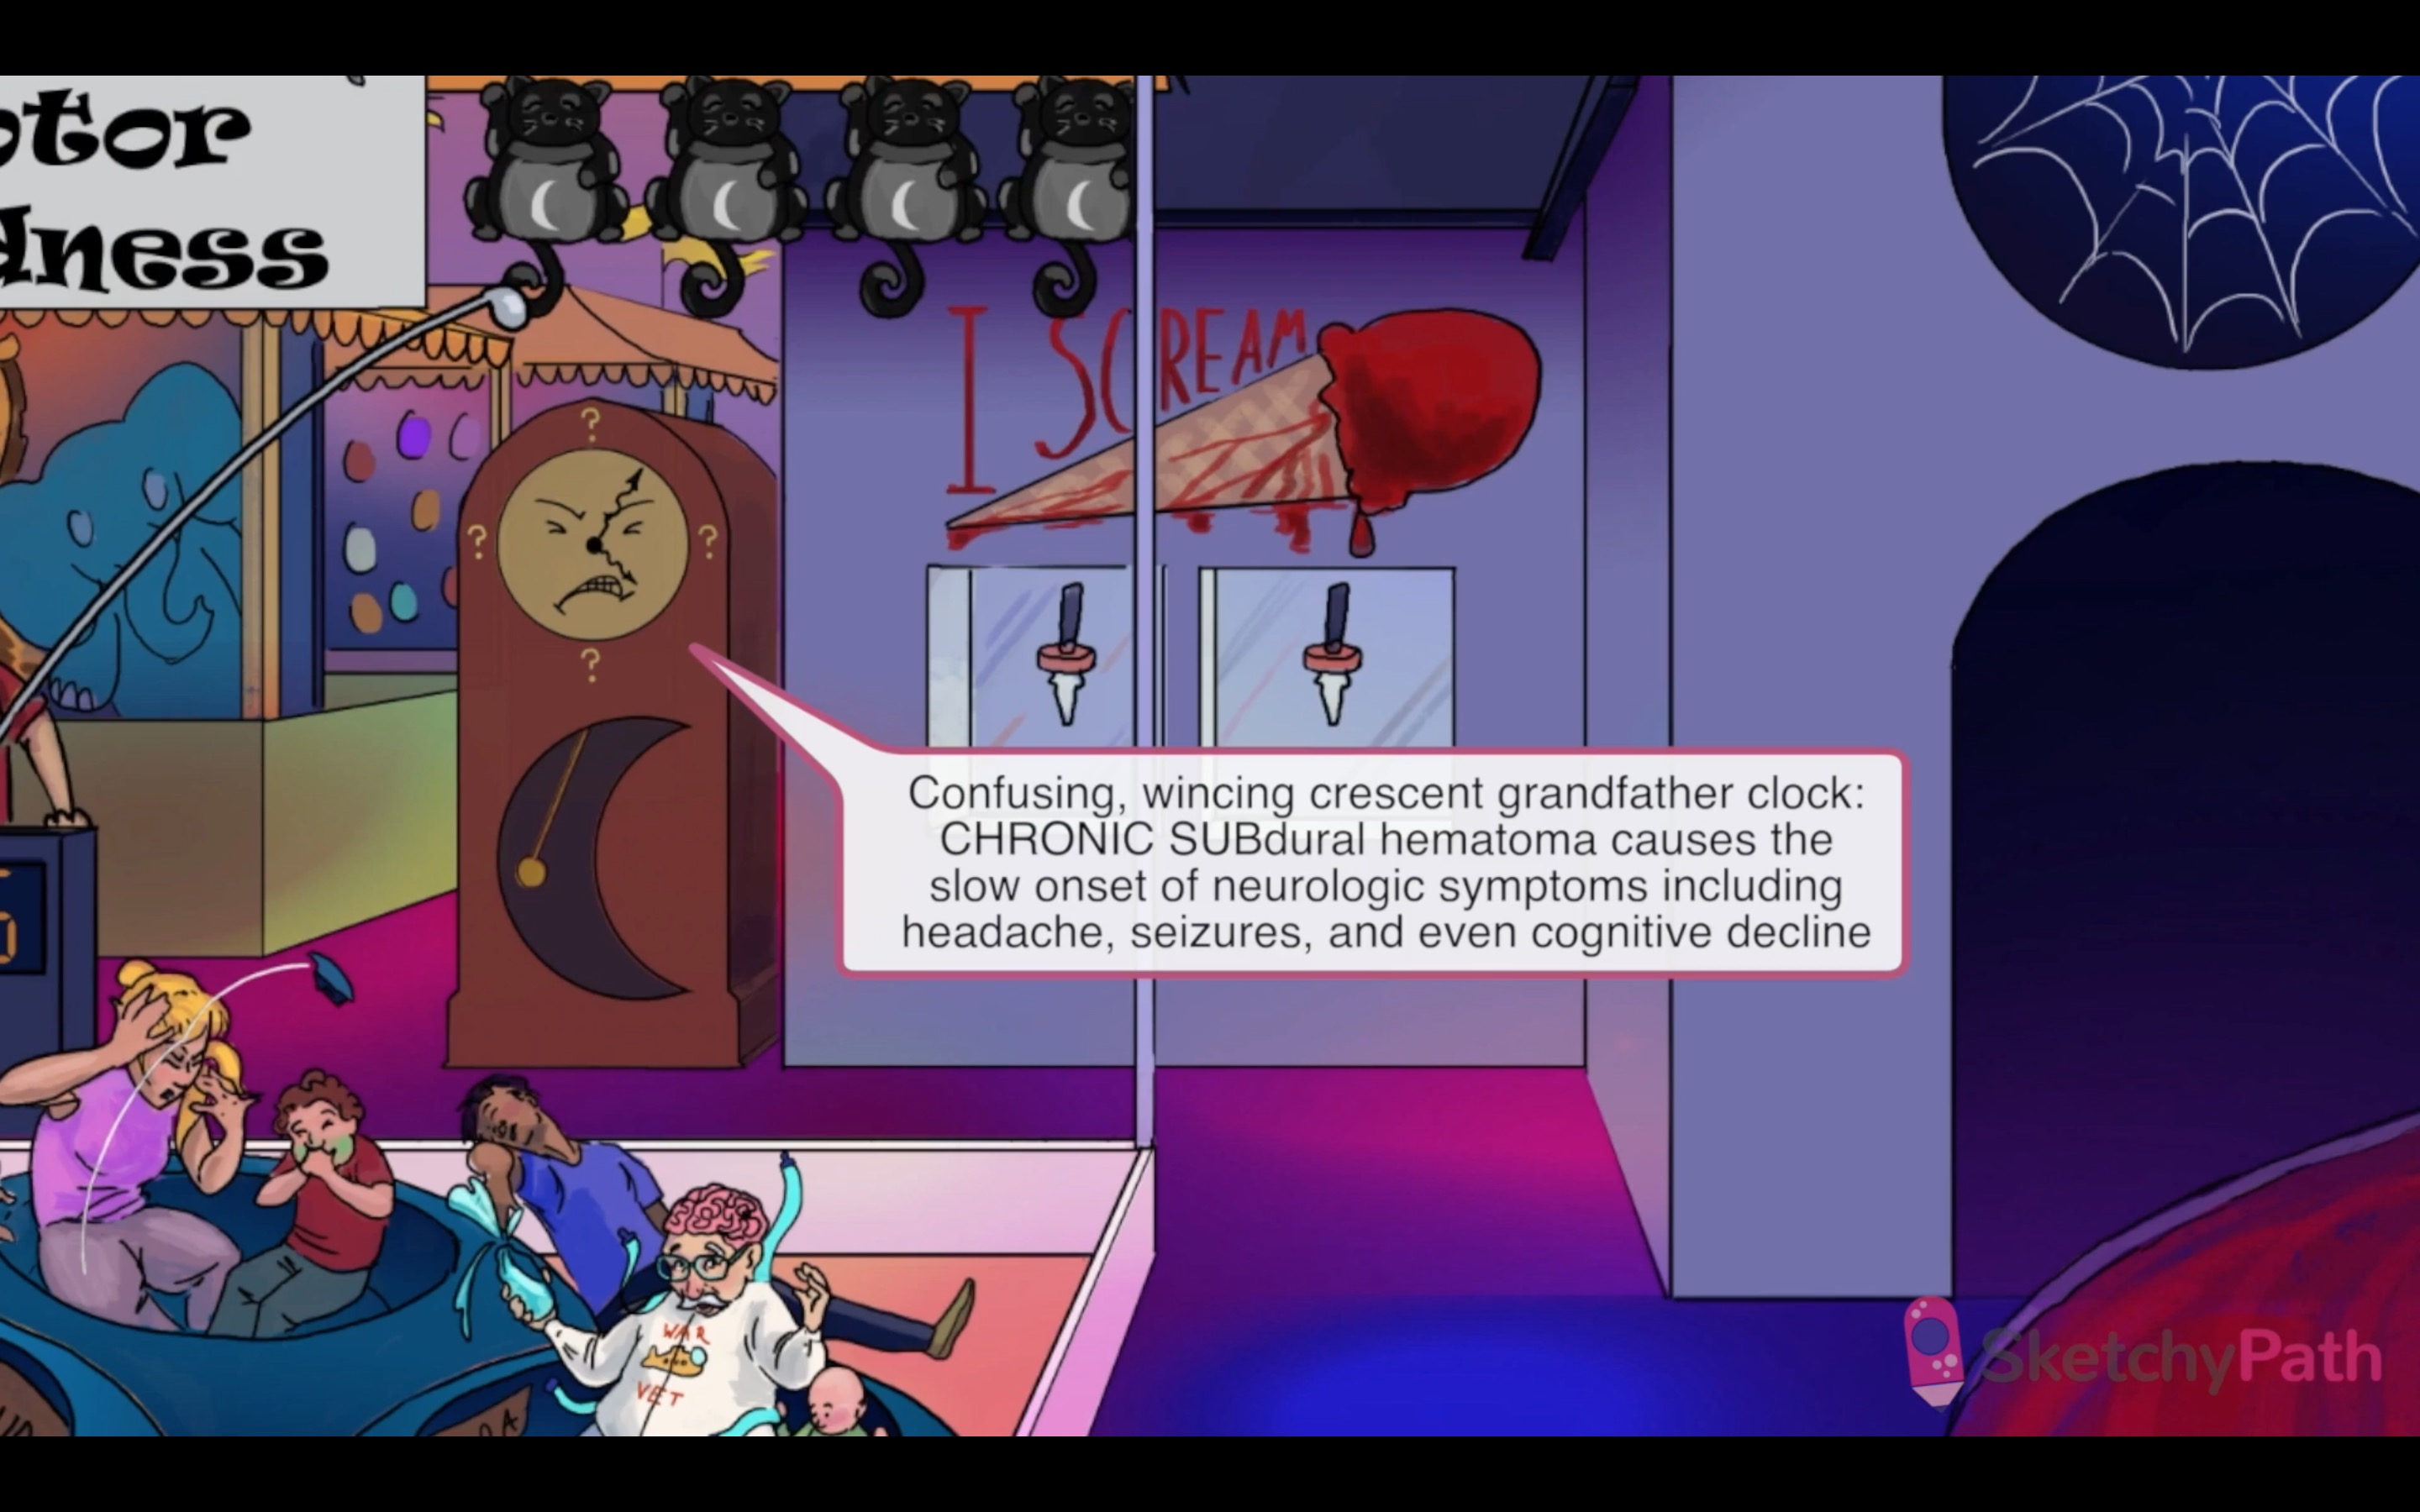 otor
dness
I SCREAM
?
? ?
?
Confusing, wincing crescent grandfather clock:
CHRONIC SUBdural hematoma causes the
slow onset of neurologic symptoms including
headache, seizures, and even cognitive decline
WAR
VET
SketchyPath